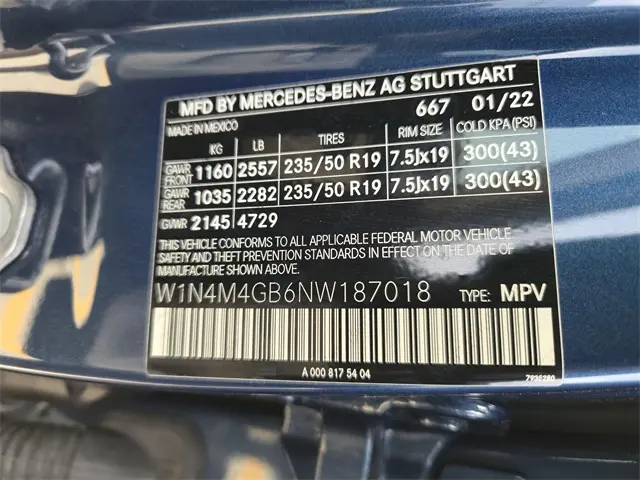 MFD BY MERCEDES-BENZ AG STUTTGART
667 01/22
MADE IN MEXICO
KG LB TIRES RIM SIZE COLD KPA (PSI)
GAWR FRONT 1160 2557 235/50 R19 7.5Jx19 300(43)
GAWR REAR 1035 2282 235/50 R19 7.5Jx19 300(43)
GVWR 2145 4729
THIS VEHICLE CONFORMS TO ALL APPLICABLE FEDERAL MOTOR VEHICLE
SAFETY AND THEFT PREVENTION STANDARDS IN EFFECT ON THE DATE OF
MANUFACTURE SHOWN ABOVE.
W1N4M4GB6NW187018 TYPE: MPV
A 000 817 54 04